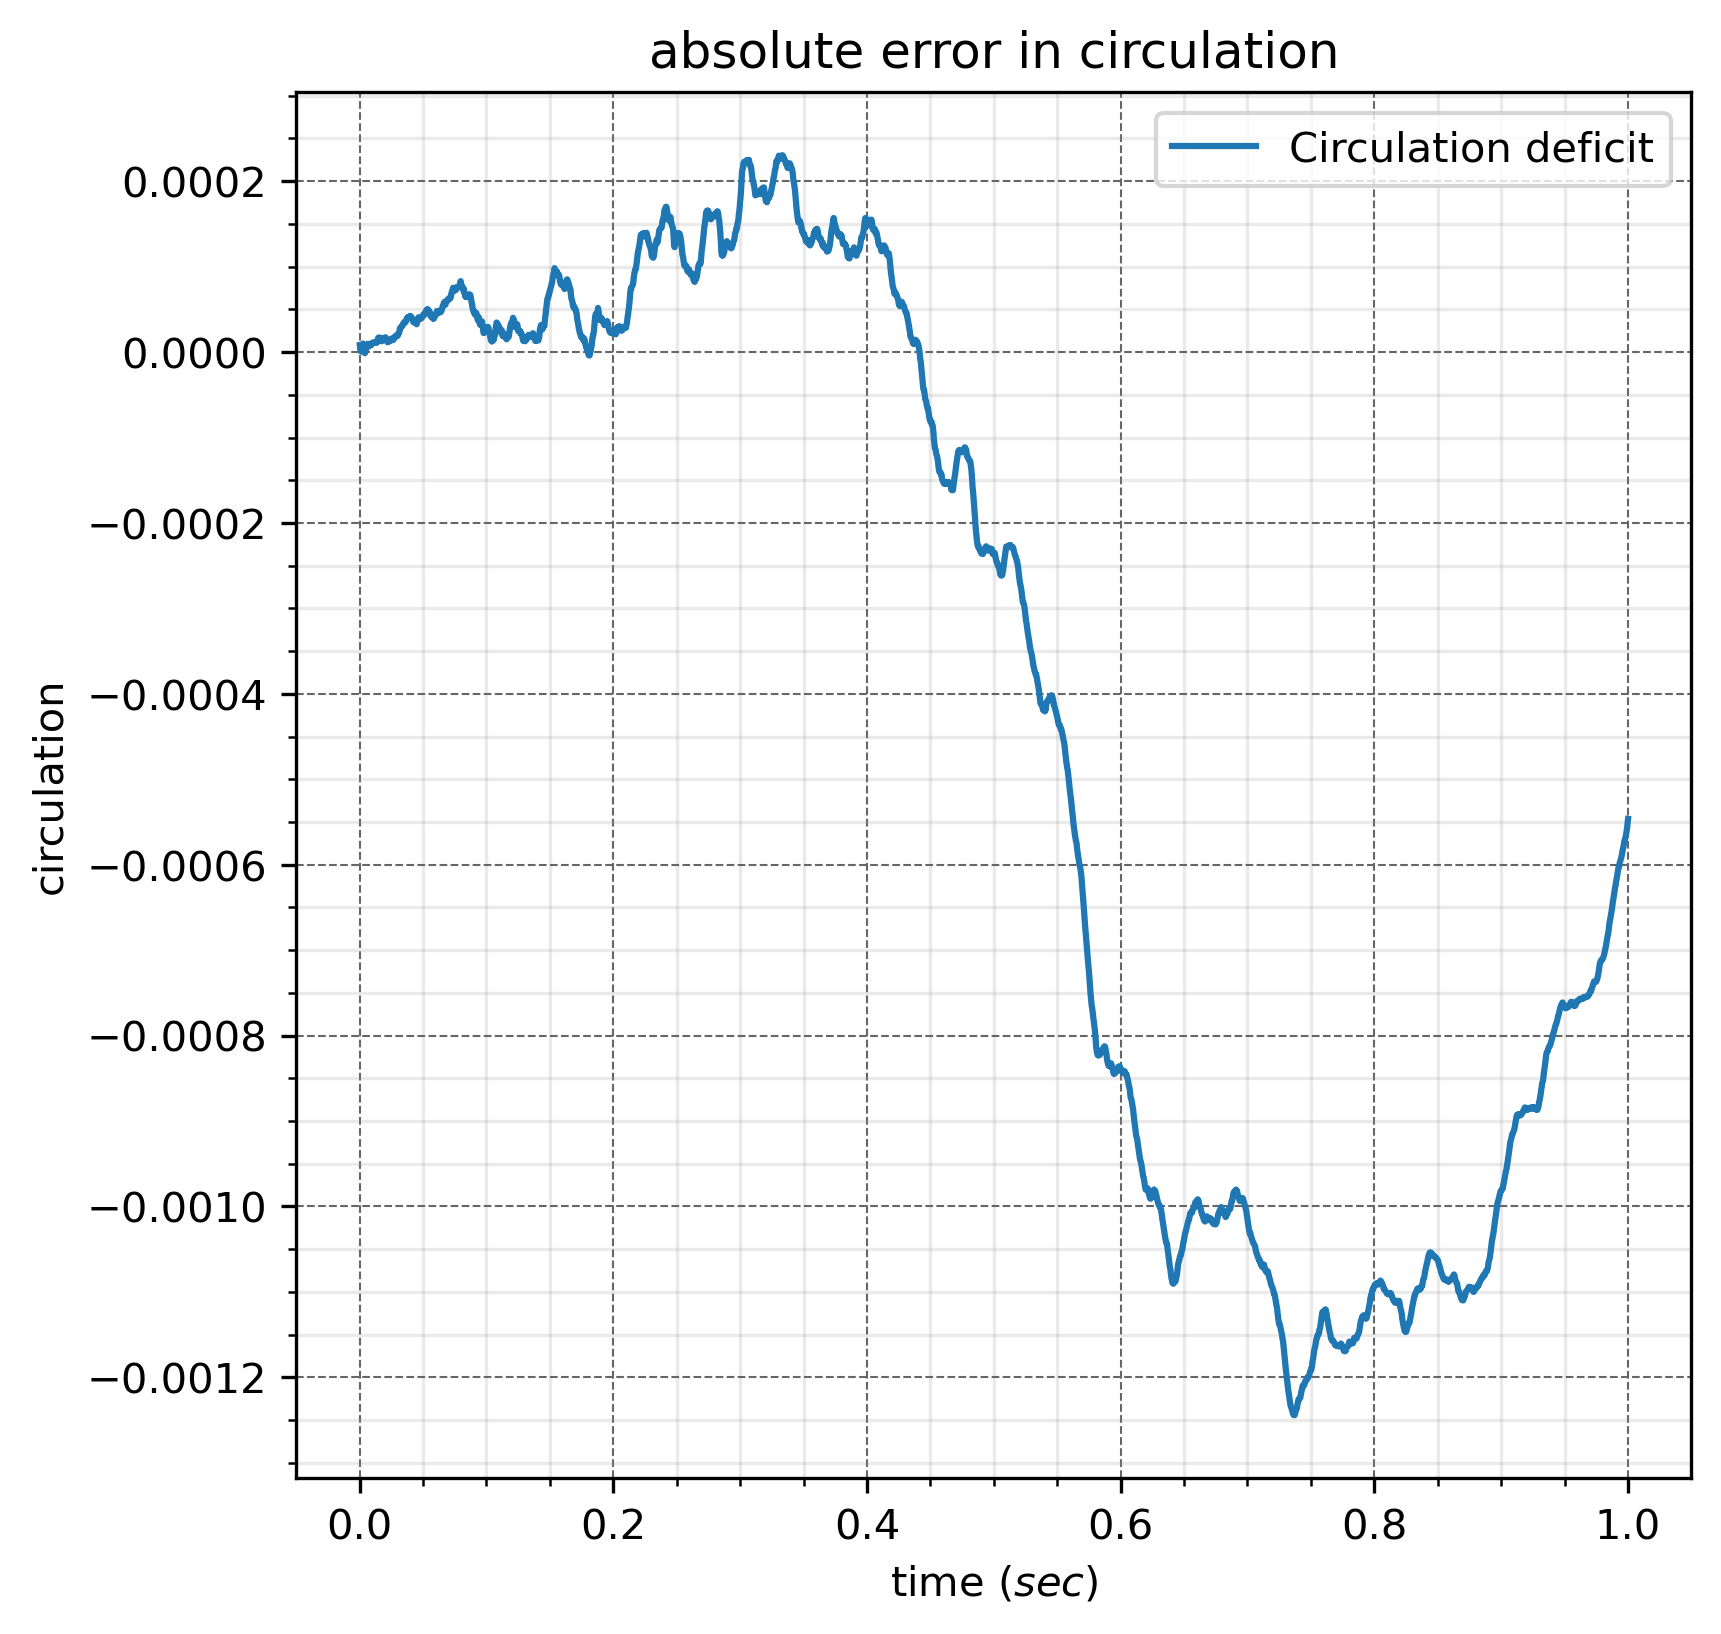 absolute error in circulation
Circulation deficit
0.0002
0.0000
−0.0002
−0.0004
−0.0006
−0.0008
−0.0010
−0.0012
circulation
0.0 0.2 0.4 0.6 0.8 1.0
time (sec)